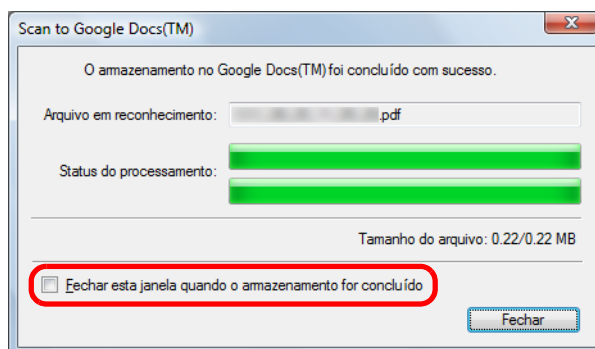 Scan to Google Docs(TM)
O armazenamento no Google Docs(TM) foi concluído com sucesso.
Arquivo em reconhecimento: .pdf
Status do processamento:
Tamanho do arquivo: 0.22/0.22 MB
Fechar esta janela quando o armazenamento for concluído
Fechar